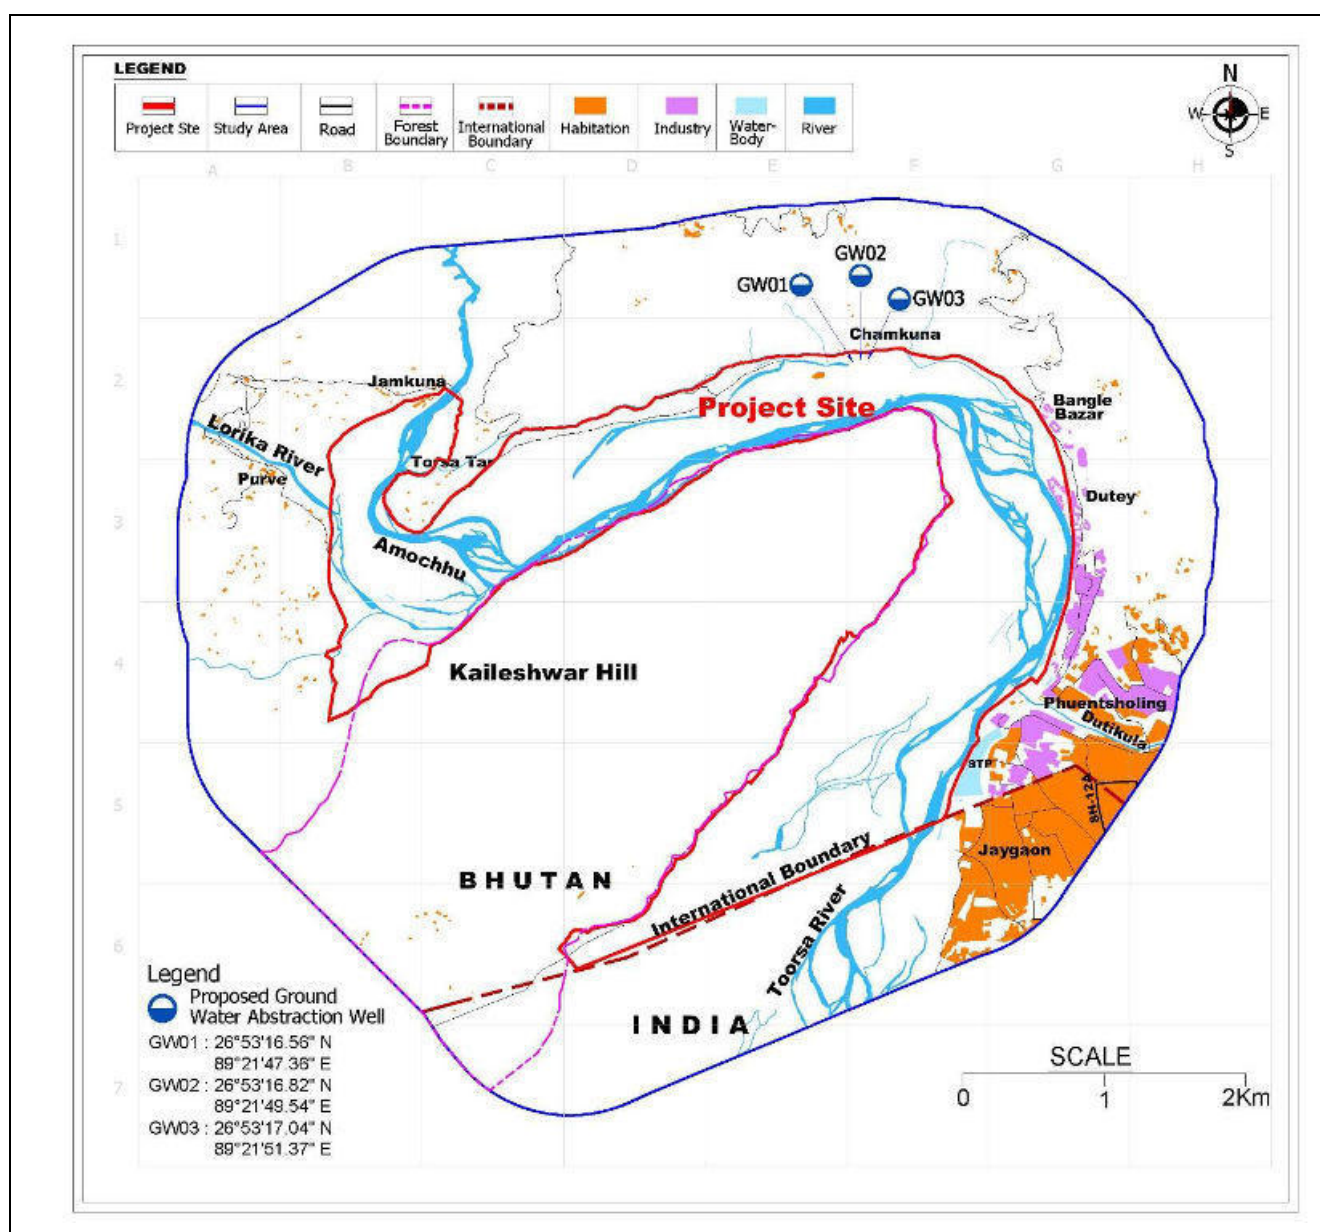 LEGEND
Project Ste
Study Area
Road
Forest
Boundary
International
Boundary
Habitation
Industry
Water-
Body
River
N
W
E
S
A
B
C
D
E
F
G
H
1
2
3
4
5
6
7
GW01
GW02
GW03
Chamkuna
Jamkuna
Project Site
Bangle
Bazar
Lorika River
Purve
Torsa Tar
Dutey
Amochhu
Kaileshwar Hill
Phuentsholing
Dutikula
STP
SH-12A
Jaygaon
International Boundary
BHUTAN
Toorsa River
INDIA
Legend
Proposed Ground
Water Abstraction Well
GW01 : 26°53'16.56" N
89°21'47.36" E
GW02 : 26°53'16.82" N
89°21'49.54" E
GW03 : 26°53'17.04" N
89°21'51.37" E
SCALE
0 1 2Km